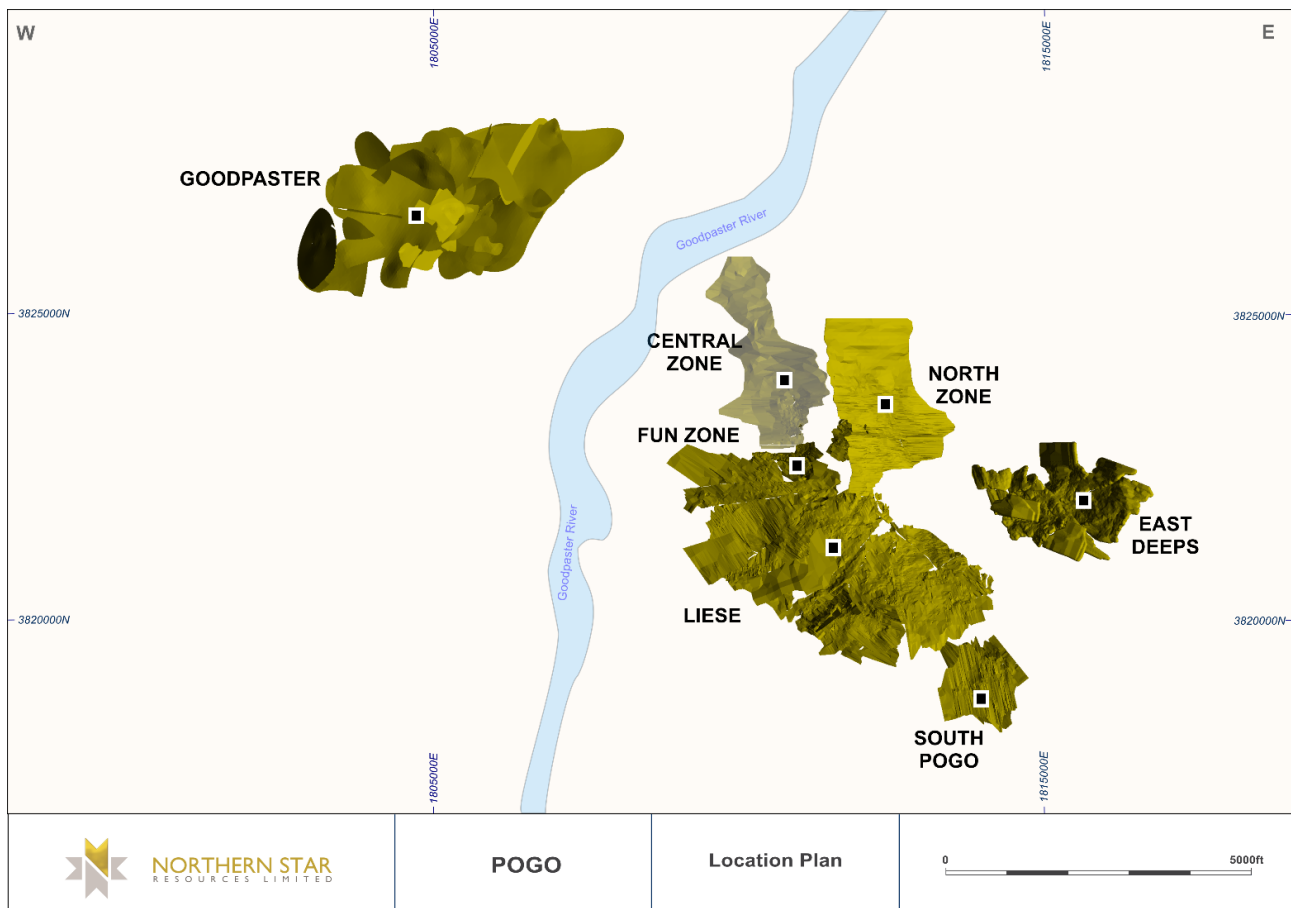 W
E
1805000E
1815000E
GOODPASTER
Goodpaster River
3825000N
3825000N
CENTRAL
ZONE
NORTH
ZONE
FUN ZONE
EAST
DEEPS
Goodpaster River
LIESE
3820000N
3820000N
SOUTH
POGO
1805000E
1815000E
NORTHERN STAR
RESOURCES LIMITED
POGO
Location Plan
0
5000ft